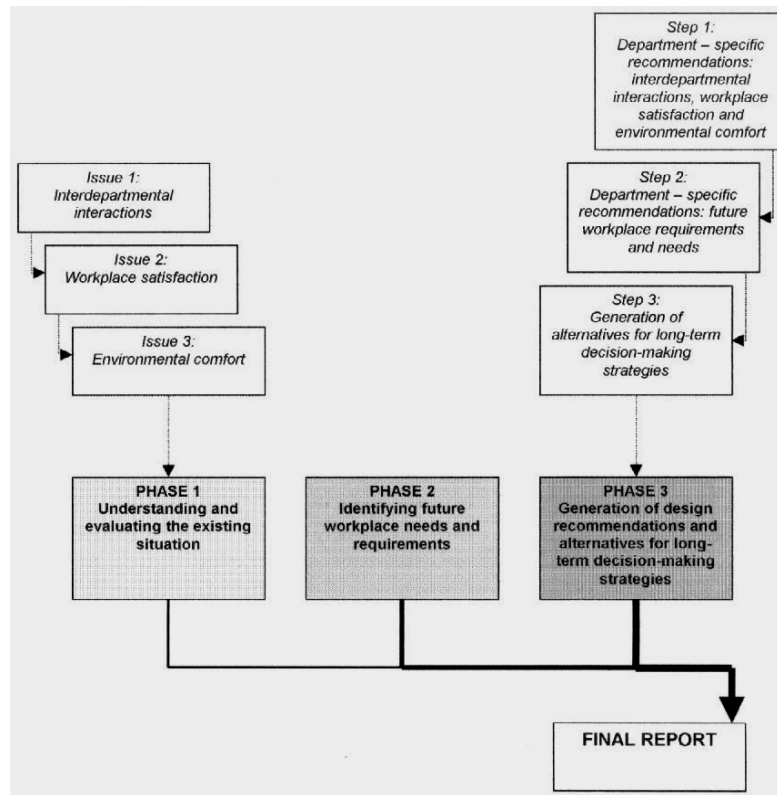 Step 1:
Department – specific
recommendations:
interdepartmental
interactions, workplace
satisfaction and
environmental comfort
Issue 1:
Interdepartmental
interactions
Step 2:
Department – specific
recommendations: future
workplace requirements
and needs
Issue 2:
Workplace satisfaction
Step 3:
Generation of
alternatives for long-term
decision-making
strategies
Issue 3:
Environmental comfort
PHASE 1
Understanding and
evaluating the existing
situation
PHASE 2
Identifying future
workplace needs and
requirements
PHASE 3
Generation of design
recommendations and
alternatives for long-
term decision-making
strategies
FINAL REPORT